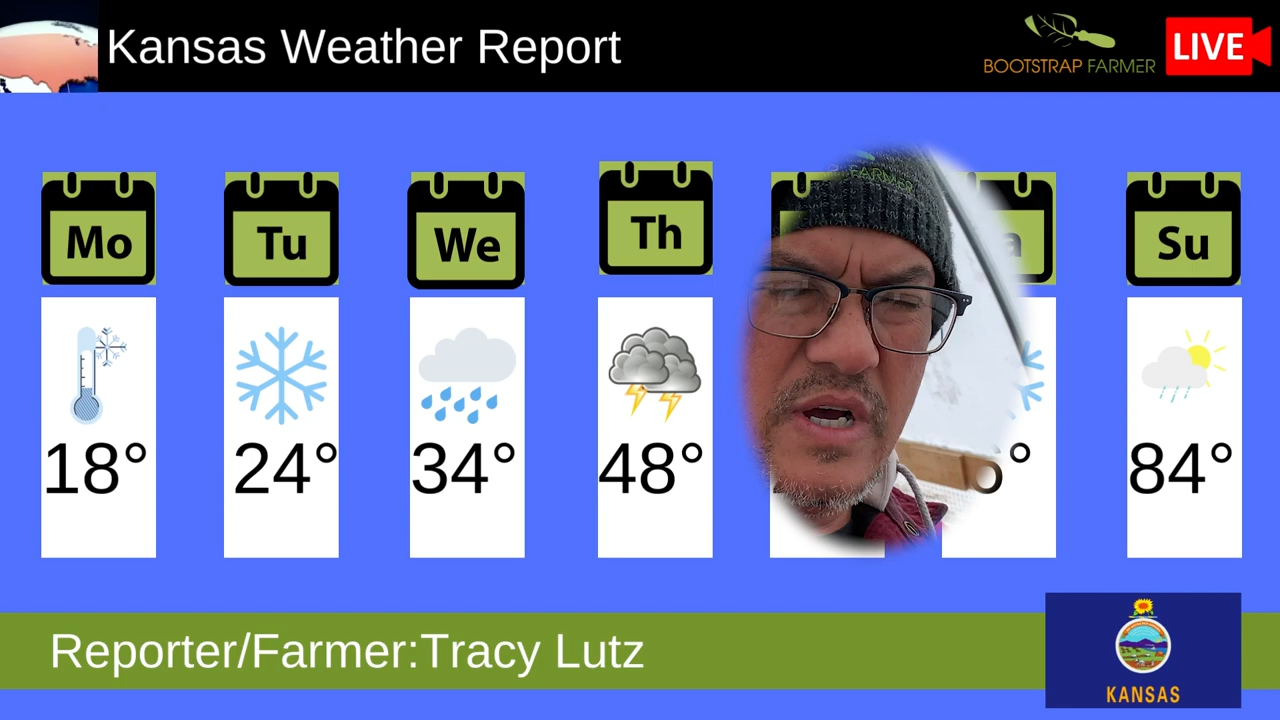 Kansas Weather Report
BOOTSTRAP FARMER
LIVE
Mo
Tu
We
Th
FARMER
a
Su
18°
24°
34°
48°
°
84°
Reporter/Farmer:Tracy Lutz
KANSAS